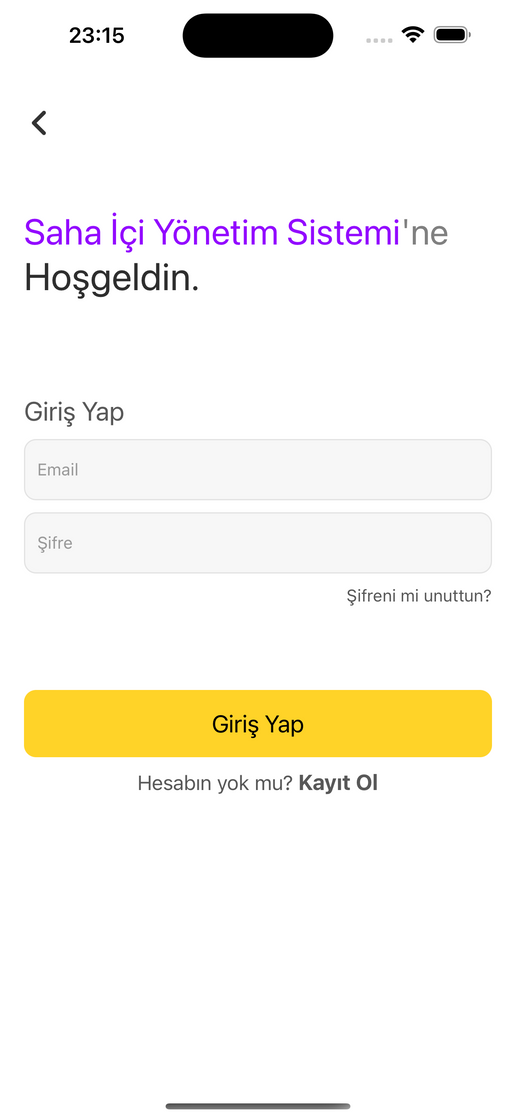 23:15
Saha İçi Yönetim Sistemi'ne
Hoşgeldin.
Giriş Yap
Email
Şifre
Şifreni mi unuttun?
Giriş Yap
Hesabın yok mu? Kayıt Ol